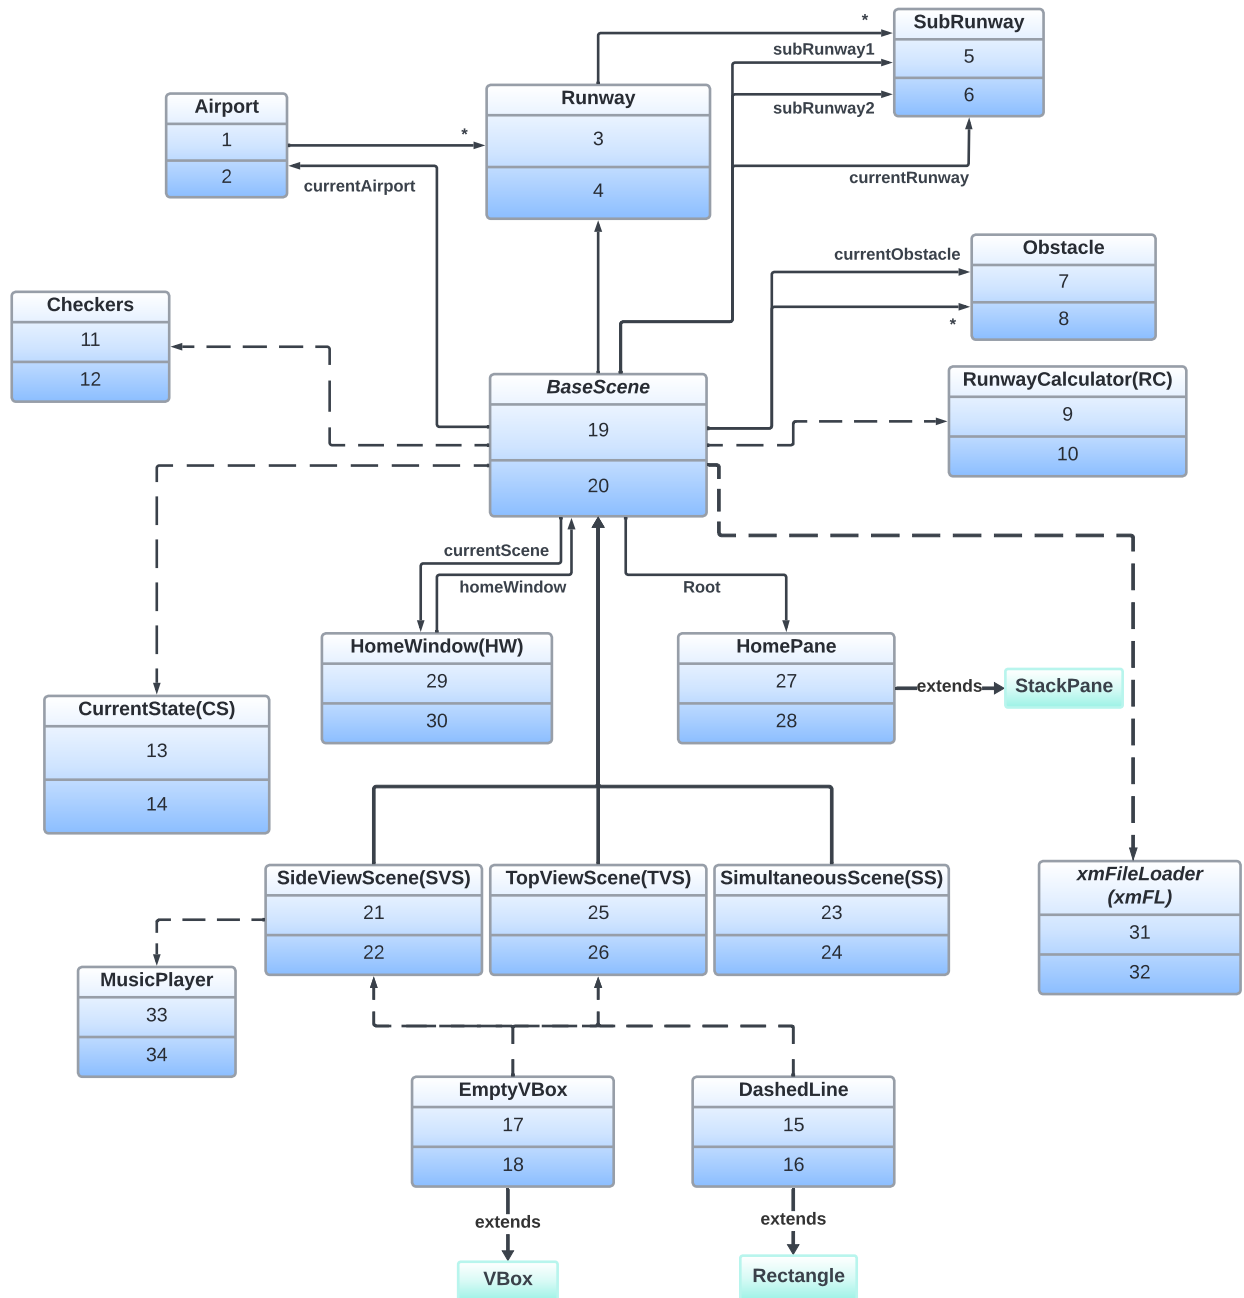 SubRunway
5
6
*
subRunway1
subRunway2
currentRunway
Runway
3
4
Airport
1
2
*
currentAirport
Obstacle
7
8
currentObstacle
*
Checkers
11
12
BaseScene
19
20
RunwayCalculator(RC)
9
10
currentScene
homeWindow
Root
HomeWindow(HW)
29
30
HomePane
27
28
extends
StackPane
CurrentState(CS)
13
14
SideViewScene(SVS)
21
22
TopViewScene(TVS)
25
26
SimultaneousScene(SS)
23
24
xmFileLoader
(xmFL)
31
32
MusicPlayer
33
34
EmptyVBox
17
18
DashedLine
15
16
extends
extends
VBox
Rectangle